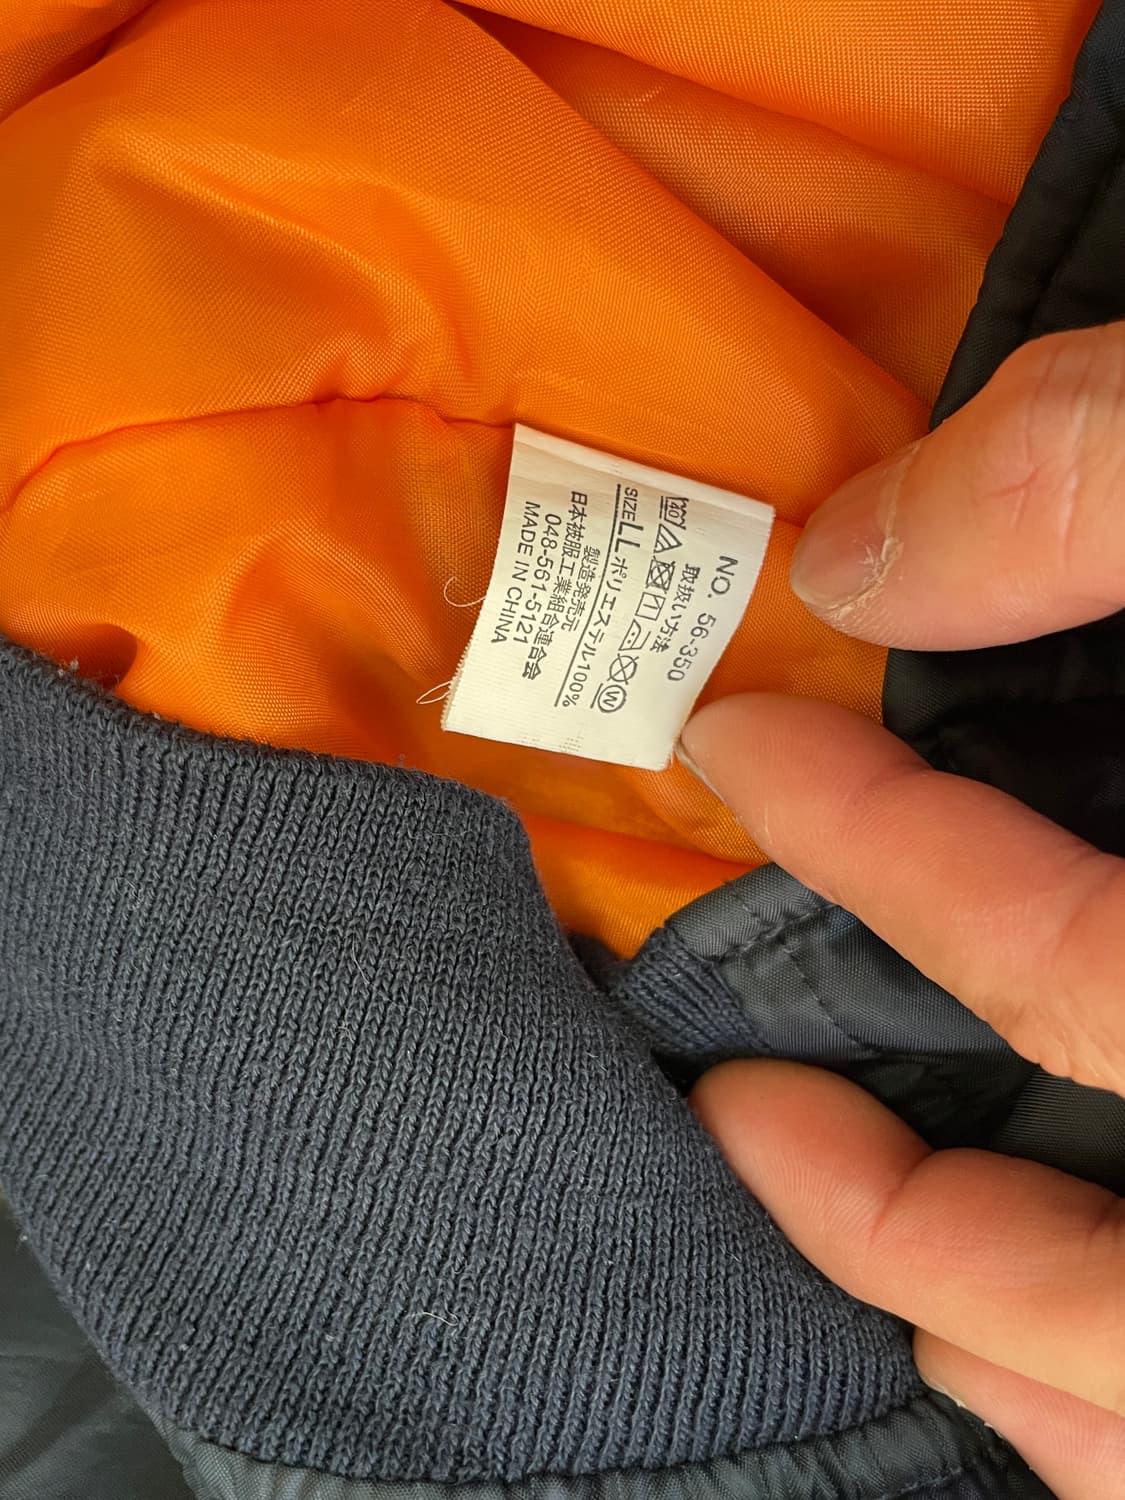 NO. 56-350
取扱い方法
40
W
SIZE LL ポリエステル100%
製造発売元
日本被服工業組合連合会
048-561-5121
MADE IN CHINA